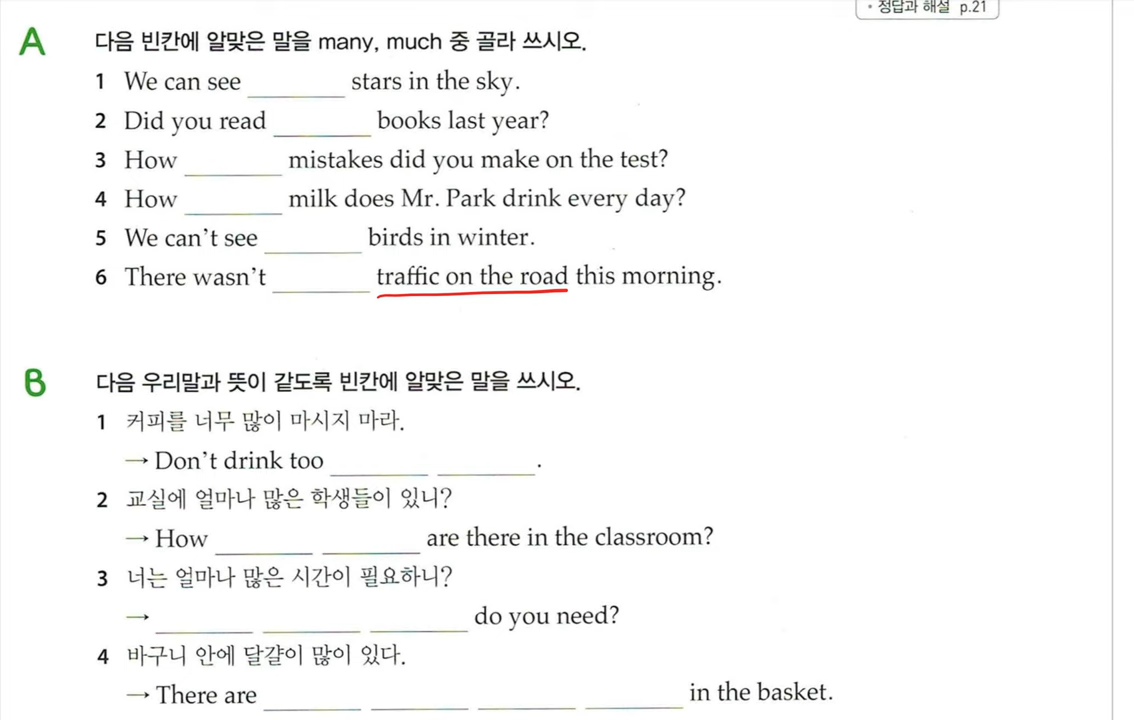 • 정답과 해설 p.21
A 다음 빈칸에 알맞은 말을 many, much 중 골라 쓰시오.
1 We can see ________ stars in the sky.
2 Did you read ________ books last year?
3 How ________ mistakes did you make on the test?
4 How ________ milk does Mr. Park drink every day?
5 We can't see ________ birds in winter.
6 There wasn't ________ traffic on the road this morning.
B 다음 우리말과 뜻이 같도록 빈칸에 알맞은 말을 쓰시오.
1 커피를 너무 많이 마시지 마라.
→ Don't drink too ________ ________.
2 교실에 얼마나 많은 학생들이 있니?
→ How ________ ________ are there in the classroom?
3 너는 얼마나 많은 시간이 필요하니?
→ ________ ________ ________ do you need?
4 바구니 안에 달걀이 많이 있다.
→ There are ________ ________ ________ ________ in the basket.